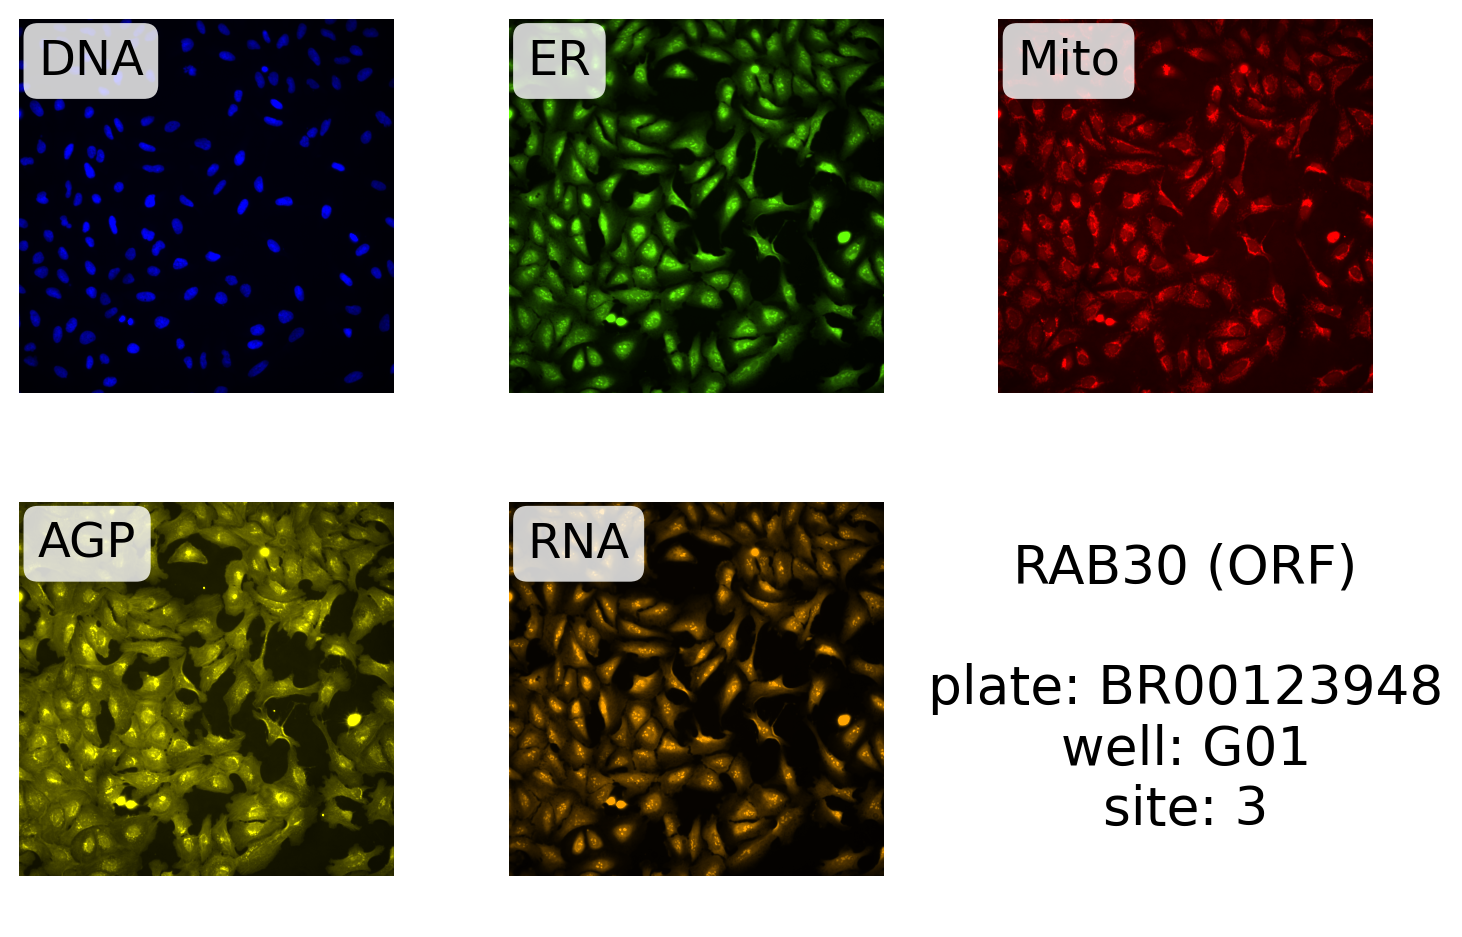 DNA
ER
Mito
AGP
RNA
RAB30 (ORF)
plate: BR00123948
well: G01
site: 3